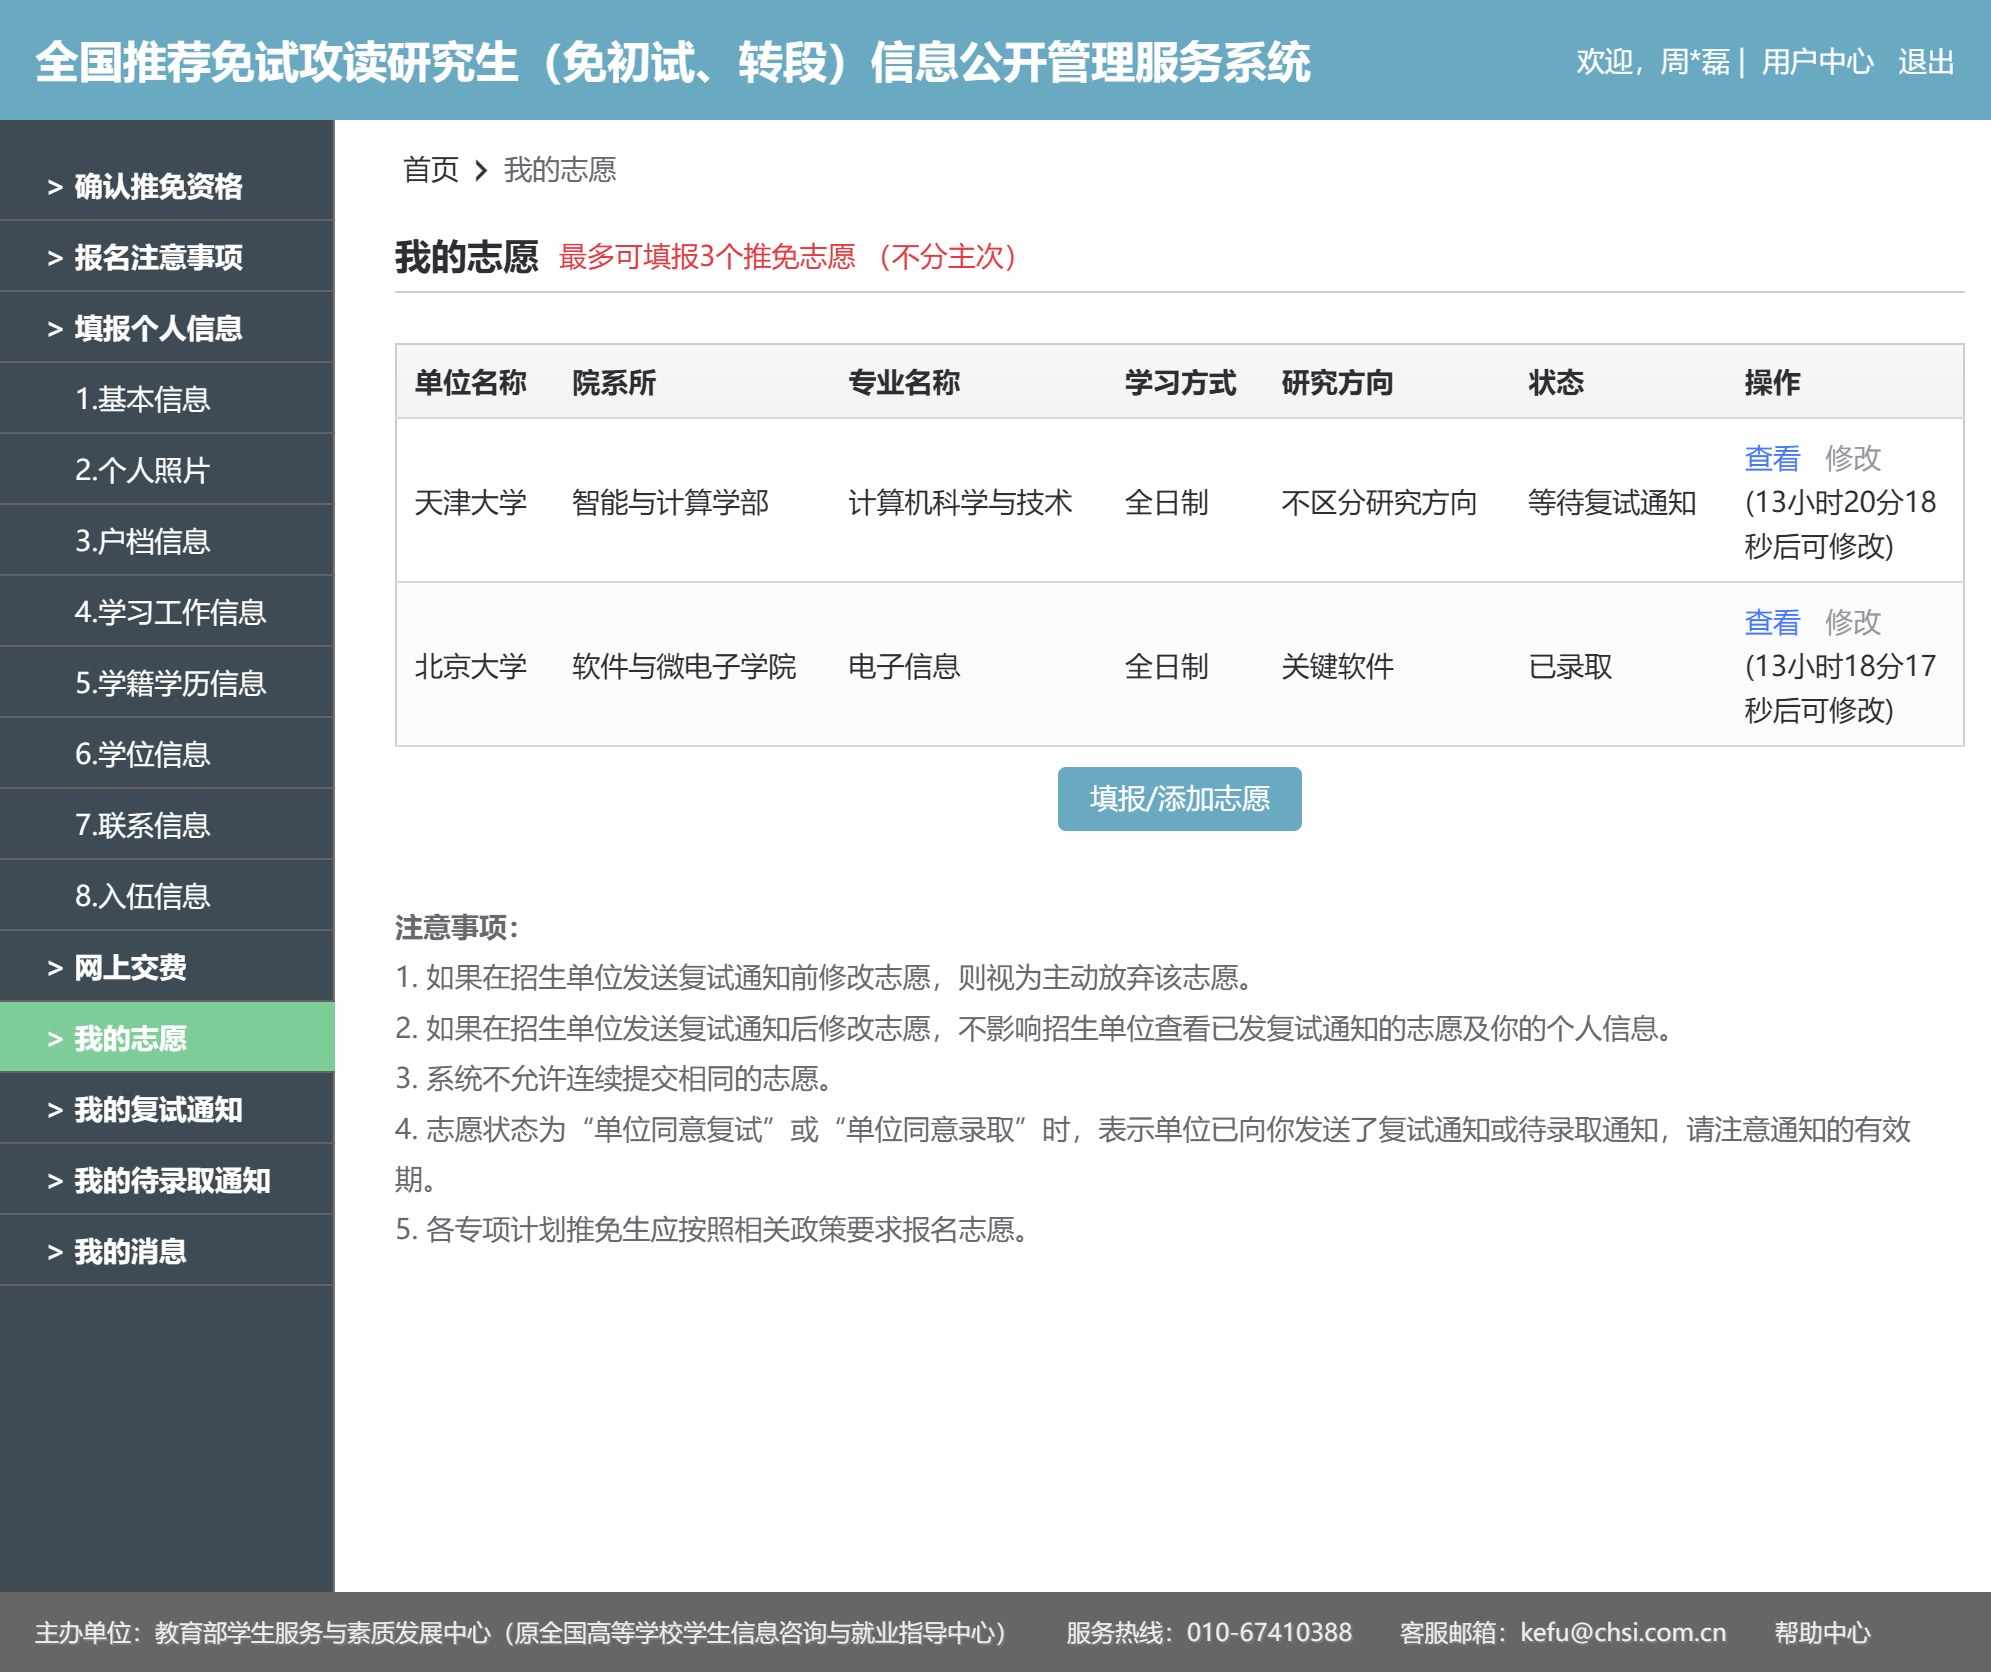 全国推荐免试攻读研究生（免初试、转段）信息公开管理服务系统
欢迎，周*磊 | 用户中心 退出
> 确认推免资格
> 报名注意事项
> 填报个人信息
1.基本信息
2.个人照片
3.户档信息
4.学习工作信息
5.学籍学历信息
6.学位信息
7.联系信息
8.入伍信息
> 网上交费
> 我的志愿
> 我的复试通知
> 我的待录取通知
> 我的消息
首页 > 我的志愿
我的志愿 最多可填报3个推免志愿 （不分主次）
单位名称 院系所 专业名称 学习方式 研究方向 状态 操作
天津大学 智能与计算学部 计算机科学与技术 全日制 不区分研究方向 等待复试通知 查看 修改
(13小时20分18
秒后可修改)
北京大学 软件与微电子学院 电子信息 全日制 关键软件 已录取 查看 修改
(13小时18分17
秒后可修改)
填报/添加志愿
注意事项：
1. 如果在招生单位发送复试通知前修改志愿，则视为主动放弃该志愿。
2. 如果在招生单位发送复试通知后修改志愿，不影响招生单位查看已发复试通知的志愿及你的个人信息。
3. 系统不允许连续提交相同的志愿。
4. 志愿状态为“单位同意复试”或“单位同意录取”时，表示单位已向你发送了复试通知或待录取通知，请注意通知的有效
期。
5. 各专项计划推免生应按照相关政策要求报名志愿。
主办单位：教育部学生服务与素质发展中心（原全国高等学校学生信息咨询与就业指导中心） 服务热线：010-67410388 客服邮箱：kefu@chsi.com.cn 帮助中心